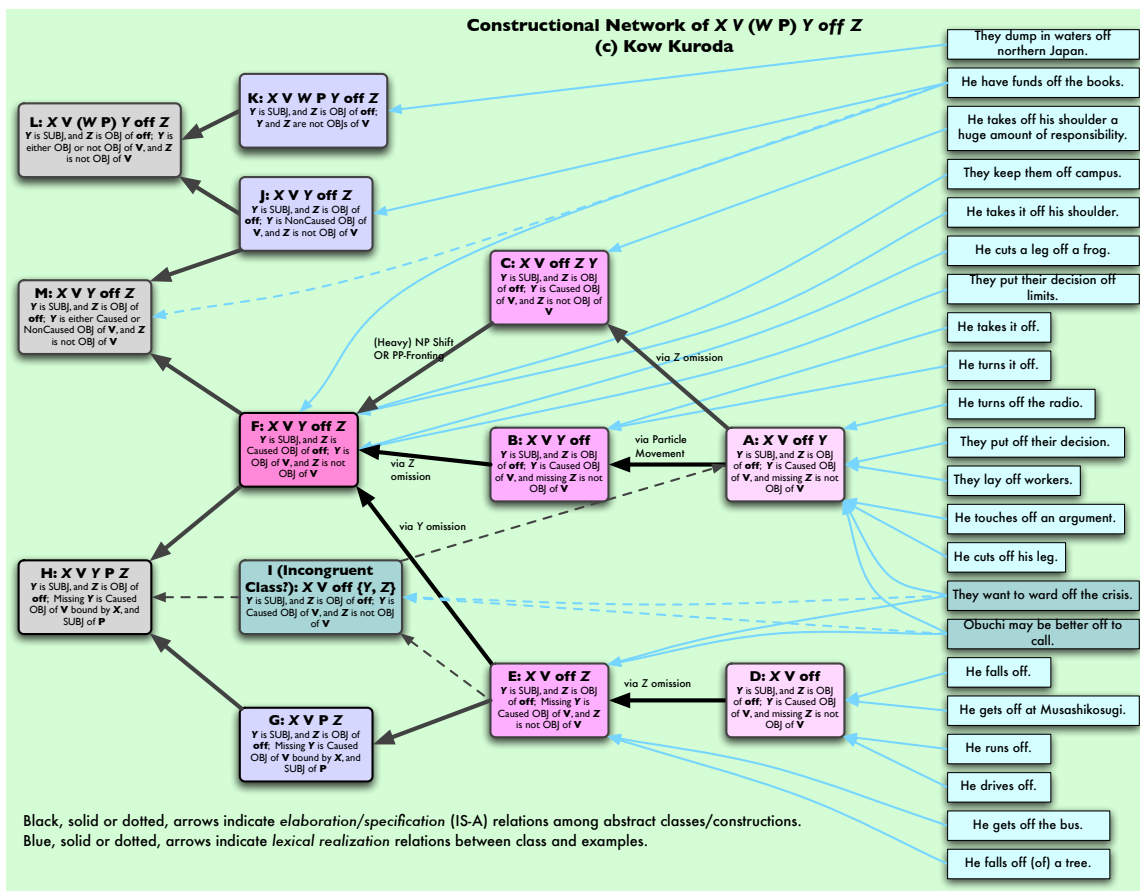 Constructional Network of X V (W P) Y off Z
(c) Kow Kuroda
K: X V W P Y off Z
Y is SUBJ, and Z is OBJ of off;
Y and Z are not OBJs of V
L: X V (W P) Y off Z
Y is SUBJ, and Z is OBJ of off; Y is
either OBJ or not OBJ of V, and Z
is not OBJ of V
J: X V Y off Z
Y is SUBJ, and Z is OBJ of
off; Y is NonCaused OBJ of
V, and Z is not OBJ of V
C: X V off Z Y
Y is SUBJ, and Z is OBJ
of off; Y is Caused OBJ
of V, and Z is not OBJ of
V
M: X V Y off Z
Y is SUBJ, and Z is OBJ of
off; Y is either Caused or
NonCaused OBJ of V, and Z
is not OBJ of V
(Heavy) NP Shift
OR PP-Fronting
via Z omission
F: X V Y off Z
Y is SUBJ, and Z is
Caused OBJ of off; Y is
OBJ of V, and Z is not
OBJ of V
via Z
omission
B: X V Y off
Y is SUBJ, and Z is OBJ
of off; Y is Caused OBJ
of V, and missing Z is not
OBJ of V
via Particle
Movement
A: X V off Y
Y is SUBJ, and Z is OBJ
of off; Y is Caused OBJ
of V, and missing Z is not
OBJ of V
via Y omission
H: X V Y P Z
Y is SUBJ, and Z is OBJ of
off; Missing Y is Caused
OBJ of V bound by X, and
SUBJ of P
I (Incongruent
Class?): X V off {Y, Z}
Y is SUBJ, and Z is OBJ of off; Y is
Caused OBJ of V, and Z is not OBJ of
V
E: X V off Z
Y is SUBJ, and Z is OBJ
of off; Missing Y is
Caused OBJ of V, and Z
is not OBJ of V
via Z omission
D: X V off
Y is SUBJ, and Z is OBJ
of off; Y is Caused OBJ
of V, and missing Z is not
OBJ of V
G: X V P Z
Y is SUBJ, and Z is OBJ of
off; Missing Y is Caused
OBJ of V bound by X, and
SUBJ of P
They dump in waters off
northern Japan.
He have funds off the books.
He takes off his shoulder a
huge amount of responsibility.
They keep them off campus.
He takes it off his shoulder.
He cuts a leg off a frog.
They put their decision off
limits.
He takes it off.
He turns it off.
He turns off the radio.
They put off their decision.
They lay off workers.
He touches off an argument.
He cuts off his leg.
They want to ward off the crisis.
Obuchi may be better off to
call.
He falls off.
He gets off at Musashikosugi.
He runs off.
He drives off.
He gets off the bus.
He falls off (of) a tree.
Black, solid or dotted, arrows indicate elaboration/specification (IS-A) relations among abstract classes/constructions.
Blue, solid or dotted, arrows indicate lexical realization relations between class and examples.